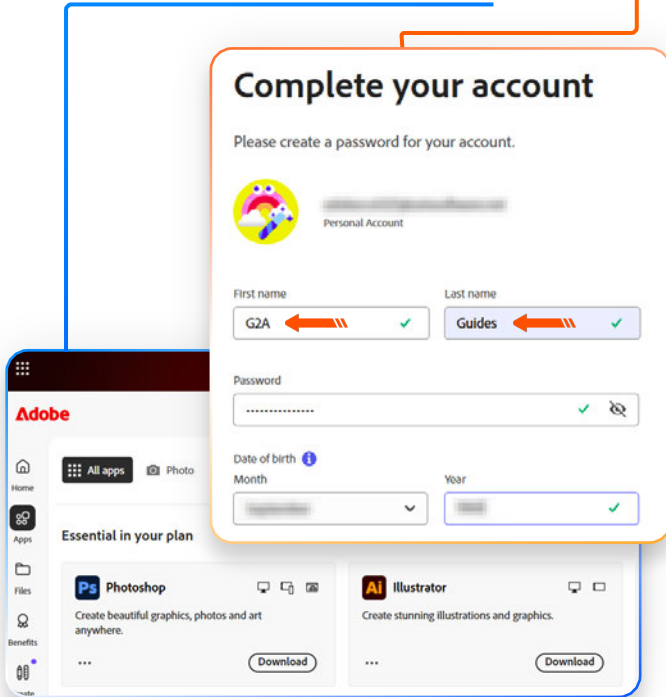 Complete your account
Please create a password for your account.
Personal Account
First name
Last name
G2A
Guides
Password
Date of birth
Month
Year
Adobe
Home
Apps
Files
Benefits
All apps
Photo
Essential in your plan
Ps Photoshop
Create beautiful graphics, photos and art
anywhere.
Download
Ai Illustrator
Create stunning illustrations and graphics.
Download